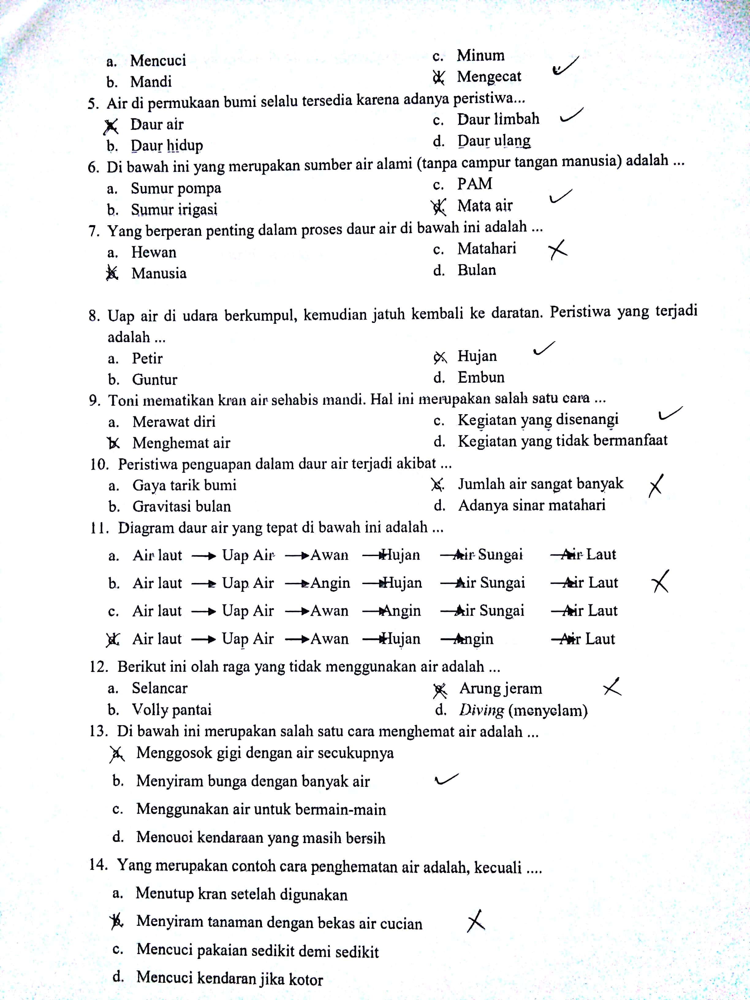 a. Mencuci c. Minum
b. Mandi d. Mengecat
5. Air di permukaan bumi selalu tersedia karena adanya peristiwa...
a. Daur air c. Daur limbah
b. Daur hidup d. Daur ulang
6. Di bawah ini yang merupakan sumber air alami (tanpa campur tangan manusia) adalah ...
a. Sumur pompa c. PAM
b. Sumur irigasi d. Mata air
7. Yang berperan penting dalam proses daur air di bawah ini adalah ...
a. Hewan c. Matahari
b. Manusia d. Bulan
8. Uap air di udara berkumpul, kemudian jatuh kembali ke daratan. Peristiwa yang terjadi
adalah ...
a. Petir c. Hujan
b. Guntur d. Embun
9. Toni mematikan kran air sehabis mandi. Hal ini merupakan salah satu cara ...
a. Merawat diri c. Kegiatan yang disenangi
b. Menghemat air d. Kegiatan yang tidak bermanfaat
10. Peristiwa penguapan dalam daur air terjadi akibat ...
a. Gaya tarik bumi c. Jumlah air sangat banyak
b. Gravitasi bulan d. Adanya sinar matahari
11. Diagram daur air yang tepat di bawah ini adalah ...
a. Air laut → Uap Air → Awan → Hujan → Air Sungai → Air Laut
b. Air laut → Uap Air → Angin → Hujan → Air Sungai → Air Laut
c. Air laut → Uap Air → Awan → Angin → Air Sungai → Air Laut
d. Air laut → Uap Air → Awan → Hujan → Angin → Air Laut
12. Berikut ini olah raga yang tidak menggunakan air adalah ...
a. Selancar c. Arung jeram
b. Volly pantai d. Diving (menyelam)
13. Di bawah ini merupakan salah satu cara menghemat air adalah ...
a. Menggosok gigi dengan air secukupnya
b. Menyiram bunga dengan banyak air
c. Menggunakan air untuk bermain-main
d. Mencuci kendaraan yang masih bersih
14. Yang merupakan contoh cara penghematan air adalah, kecuali ....
a. Menutup kran setelah digunakan
b. Menyiram tanaman dengan bekas air cucian
c. Mencuci pakaian sedikit demi sedikit
d. Mencuci kendaran jika kotor